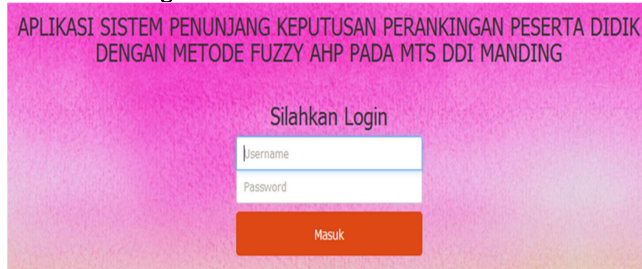 APLIKASI SISTEM PENUNJANG KEPUTUSAN PERANKINGAN PESERTA DIDIK
DENGAN METODE FUZZY AHP PADA MTS DDI MANDING
Silahkan Login
Username
Password
Masuk